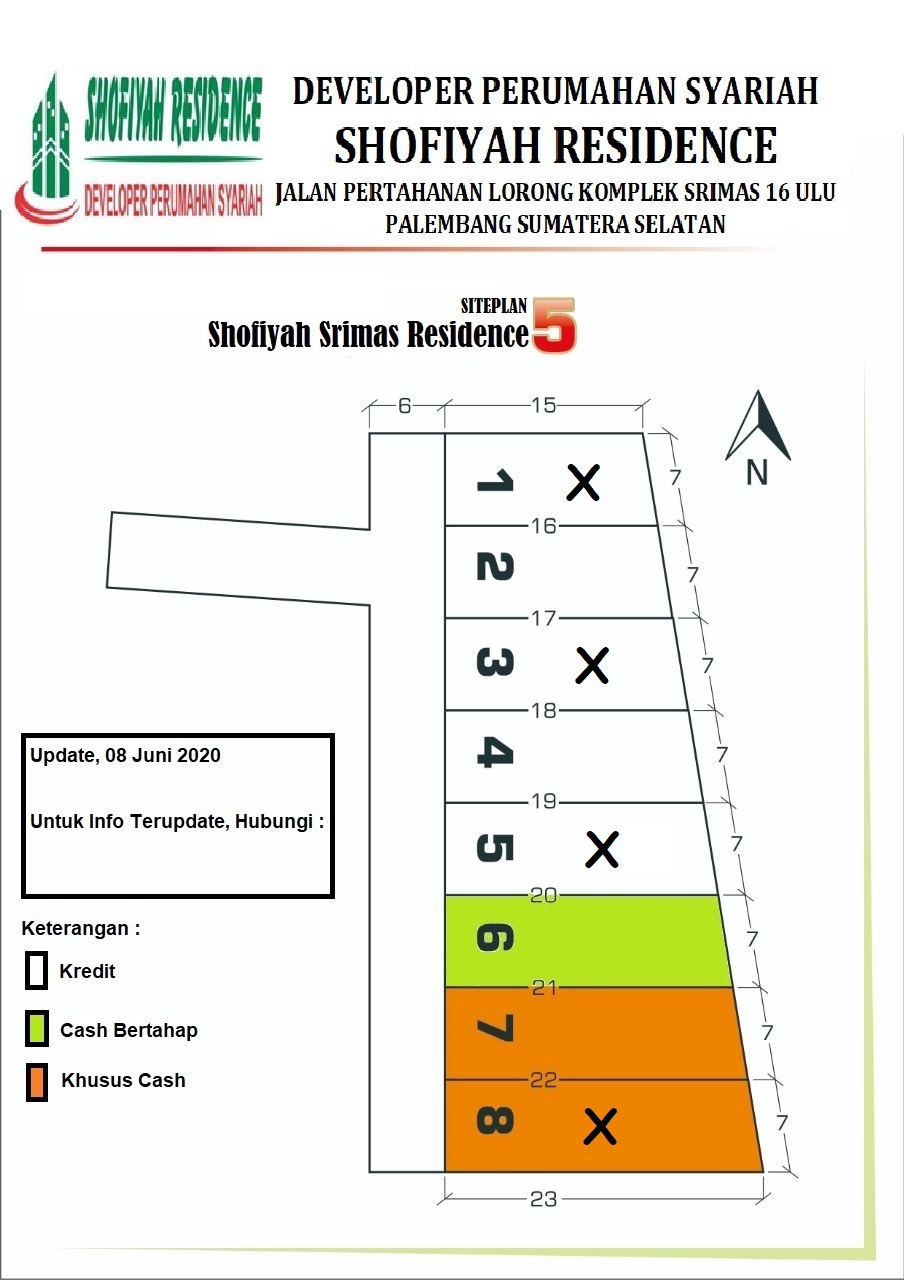 SHOFIYAH RESIDENCE
DEVELOPER PERUMAHAN SYARIAH
DEVELOPER PERUMAHAN SYARIAH
SHOFIYAH RESIDENCE
JALAN PERTAHANAN LORONG KOMPLEK SRIMAS 16 ULU
PALEMBANG SUMATERA SELATAN
SITEPLAN
Shofiyah Srimas Residence 5
6 15
N
1 X 7
16
2 7
17
3 X 7
18
4 7
19
5 X 7
20
6 7
21
7 7
22
8 X 7
23
Update, 08 Juni 2020
Untuk Info Terupdate, Hubungi :
Keterangan :
Kredit
Cash Bertahap
Khusus Cash